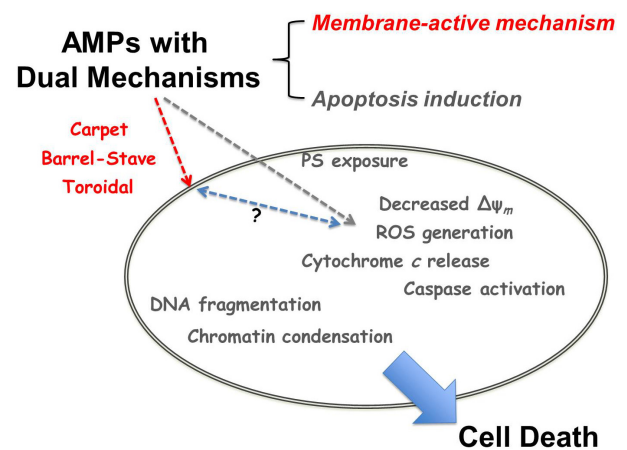 AMPs with
Dual Mechanisms
Membrane-active mechanism
Apoptosis induction
Carpet
Barrel-Stave
Toroidal
?
PS exposure
Decreased Δψm
ROS generation
Cytochrome c release
Caspase activation
DNA fragmentation
Chromatin condensation
Cell Death